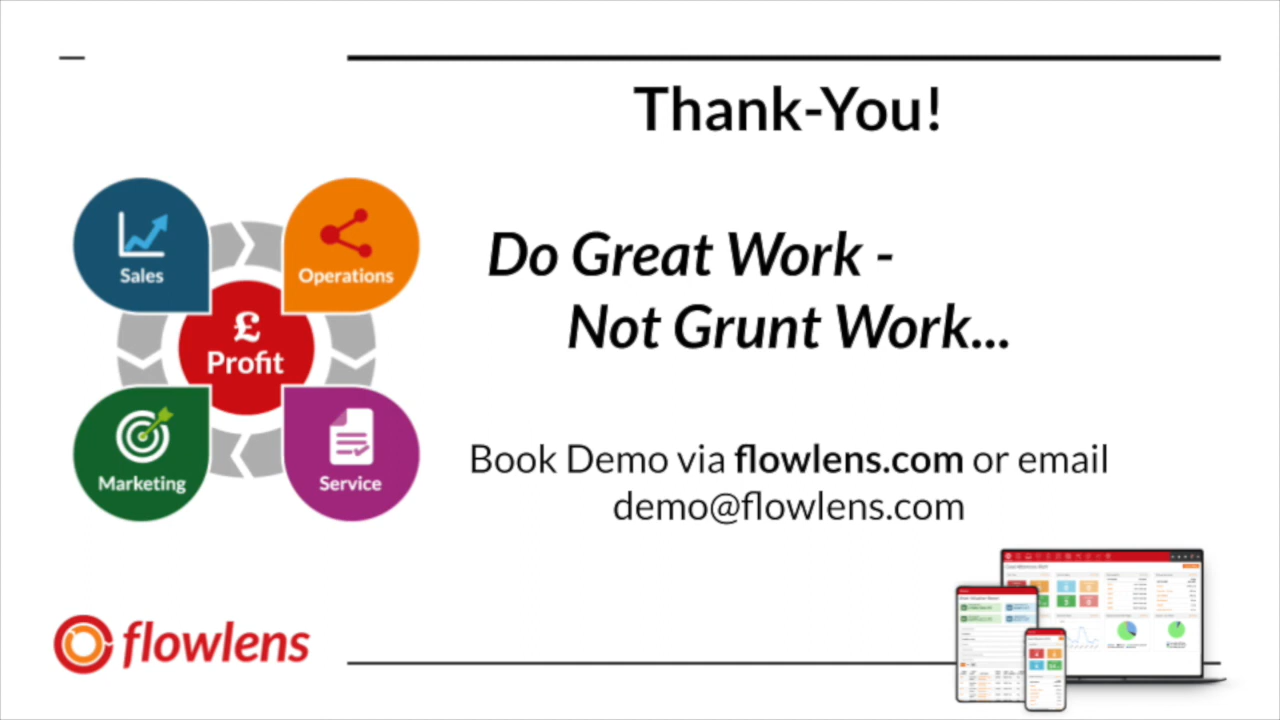 Thank-You!
Sales
Operations
£
Profit
Marketing
Service
Do Great Work -
Not Grunt Work...
Book Demo via flowlens.com or email
demo@flowlens.com
flowlens